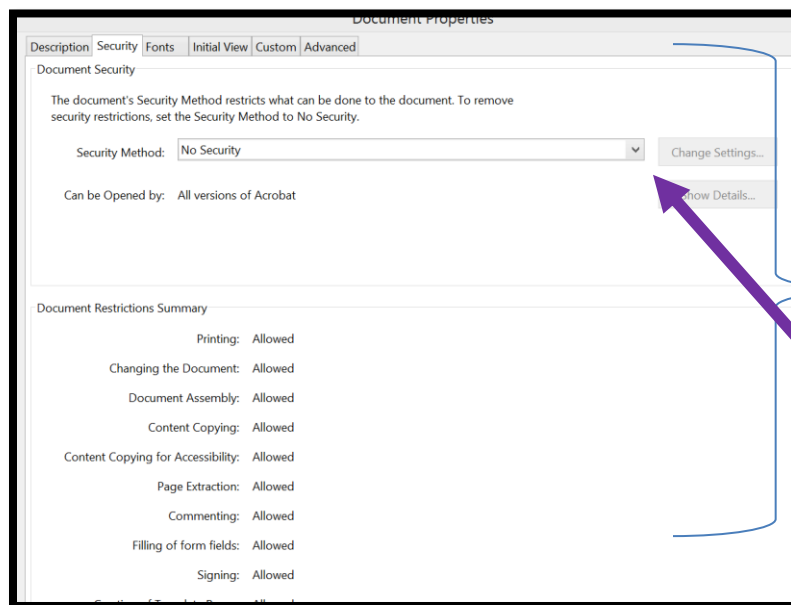 Document Properties
Description Security Fonts Initial View Custom Advanced
Document Security
The document's Security Method restricts what can be done to the document. To remove
security restrictions, set the Security Method to No Security.
Security Method: No Security Change Settings...
Can be Opened by: All versions of Acrobat Show Details...
Document Restrictions Summary
Printing: Allowed
Changing the Document: Allowed
Document Assembly: Allowed
Content Copying: Allowed
Content Copying for Accessibility: Allowed
Page Extraction: Allowed
Commenting: Allowed
Filling of form fields: Allowed
Signing: Allowed